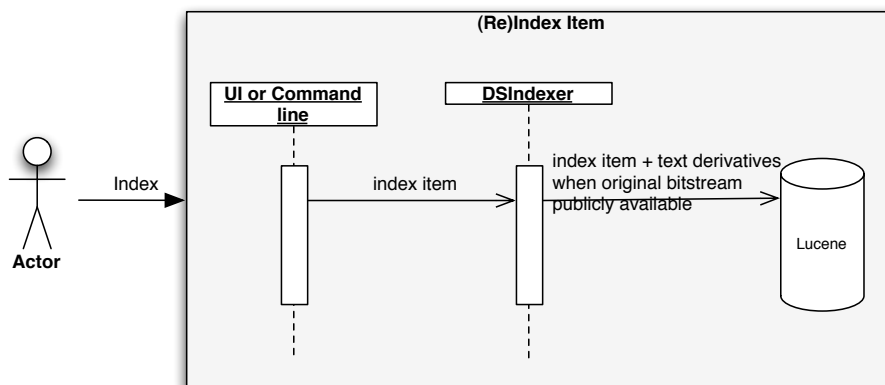 (Re)Index Item
UI or Command
line
DSIndexer
Index
index item
index item + text derivatives
when original bitstream
publicly available
Lucene
Actor